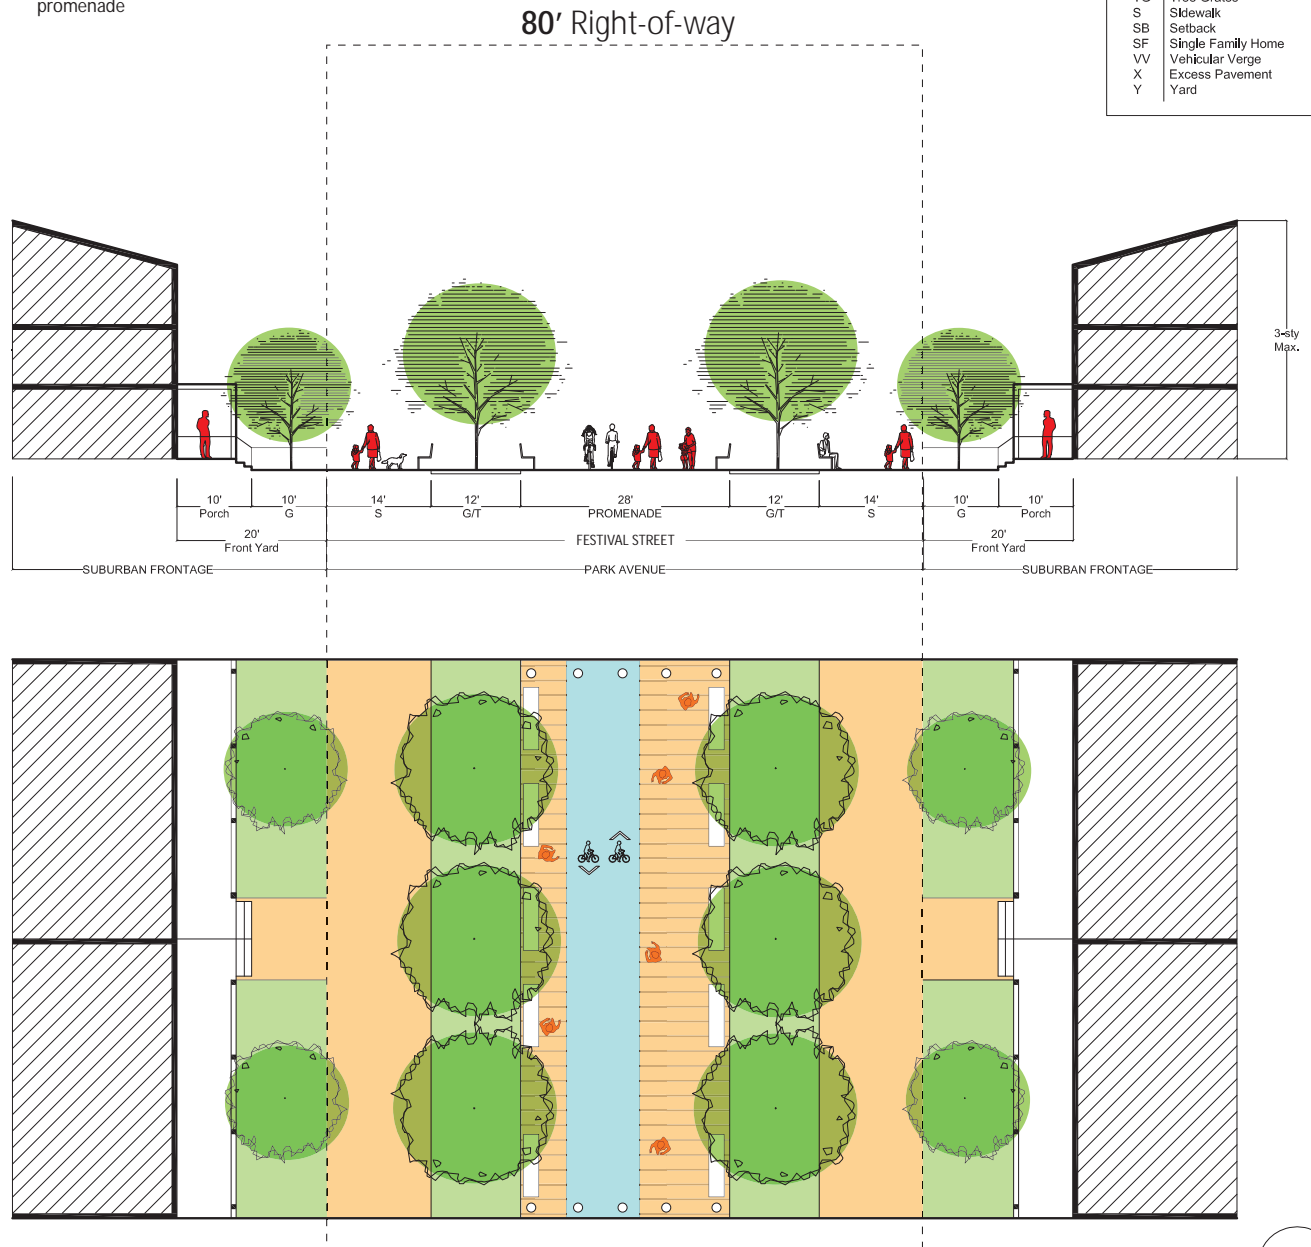 promenade
80' Right-of-way
S Sidewalk
SB Setback
SF Single Family Home
VV Vehicular Verge
X Excess Pavement
Y Yard
3-sty
Max.
10' 10' 14' 12' 28' 12' 14' 10' 10'
Porch G S G/T PROMENADE G/T S G Porch
20' FESTIVAL STREET 20'
Front Yard Front Yard
SUBURBAN FRONTAGE PARK AVENUE SUBURBAN FRONTAGE